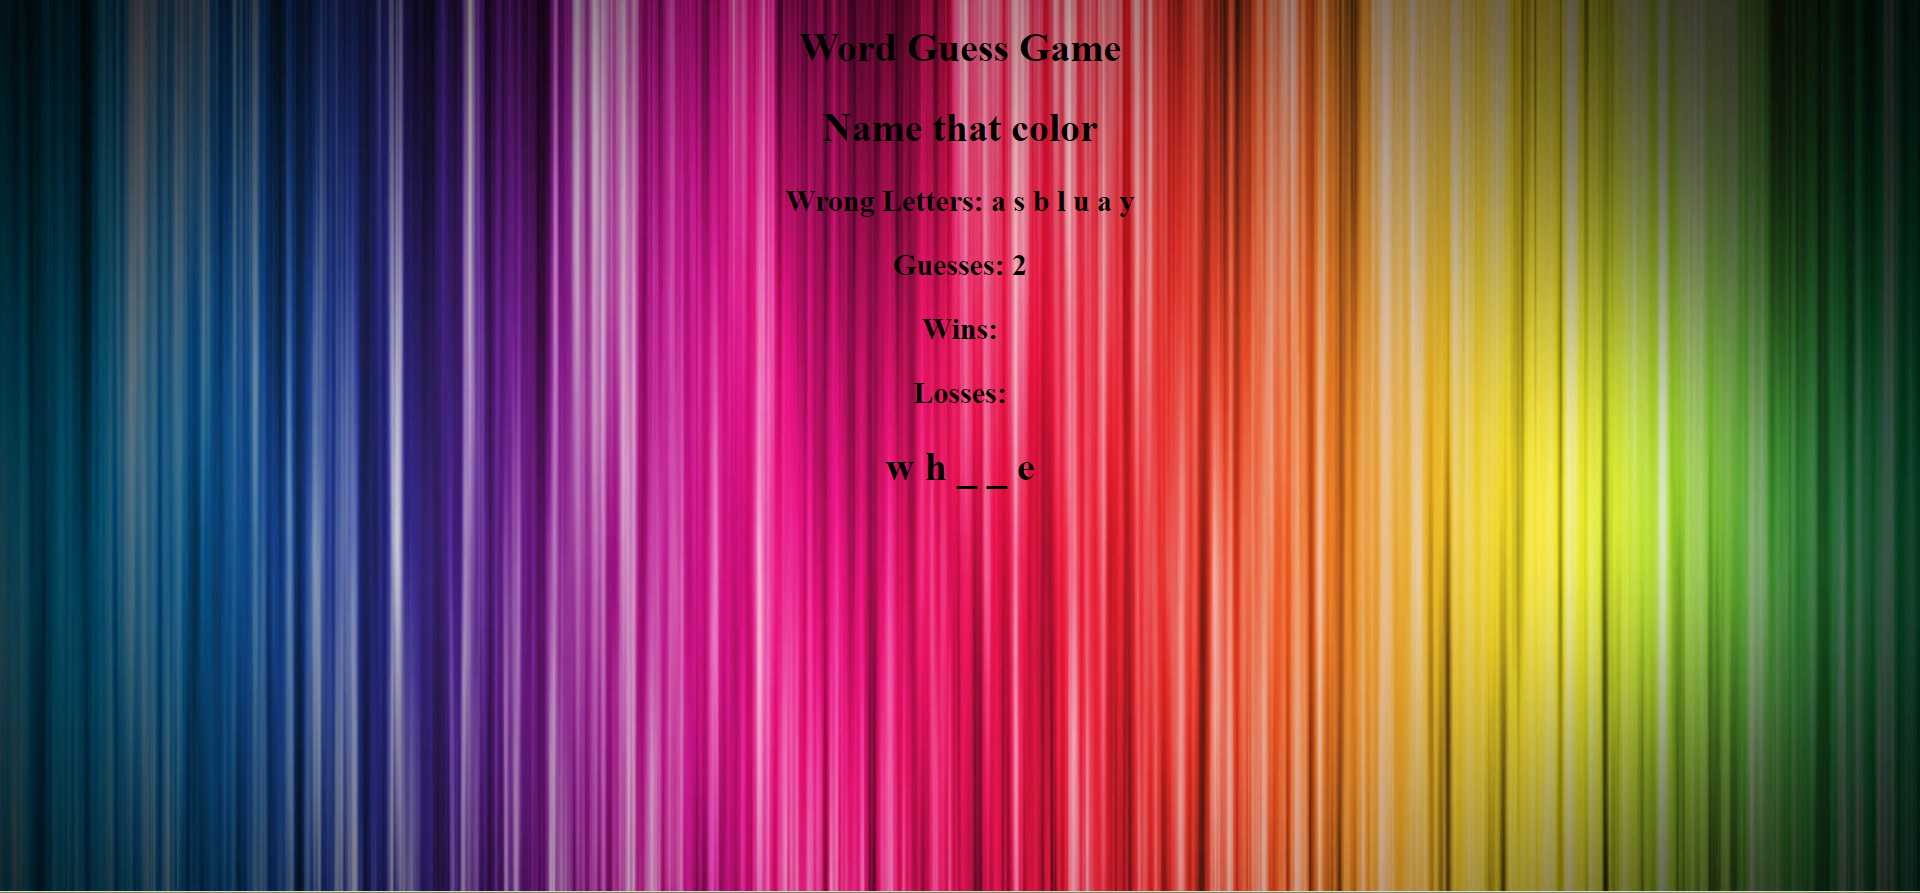 Word Guess Game
Name that color
Wrong Letters: a s b l u a y
Guesses: 2
Wins:
Losses:
w h _ _ e